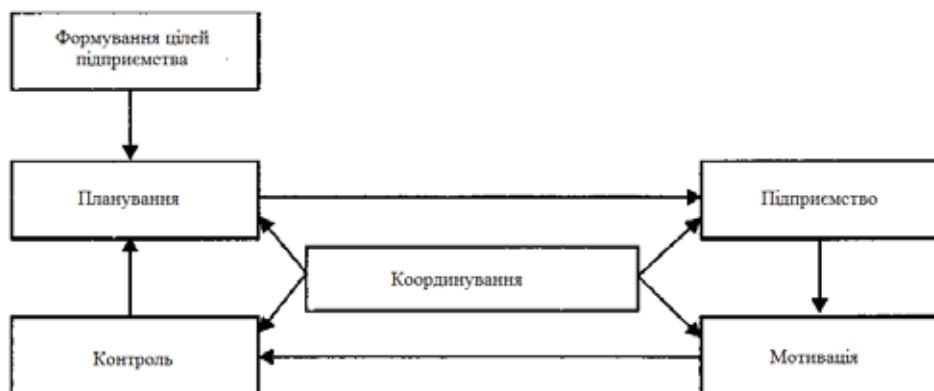 Формування цілей
підприємства
Планування
Підприємство
Координування
Контроль
Мотивація